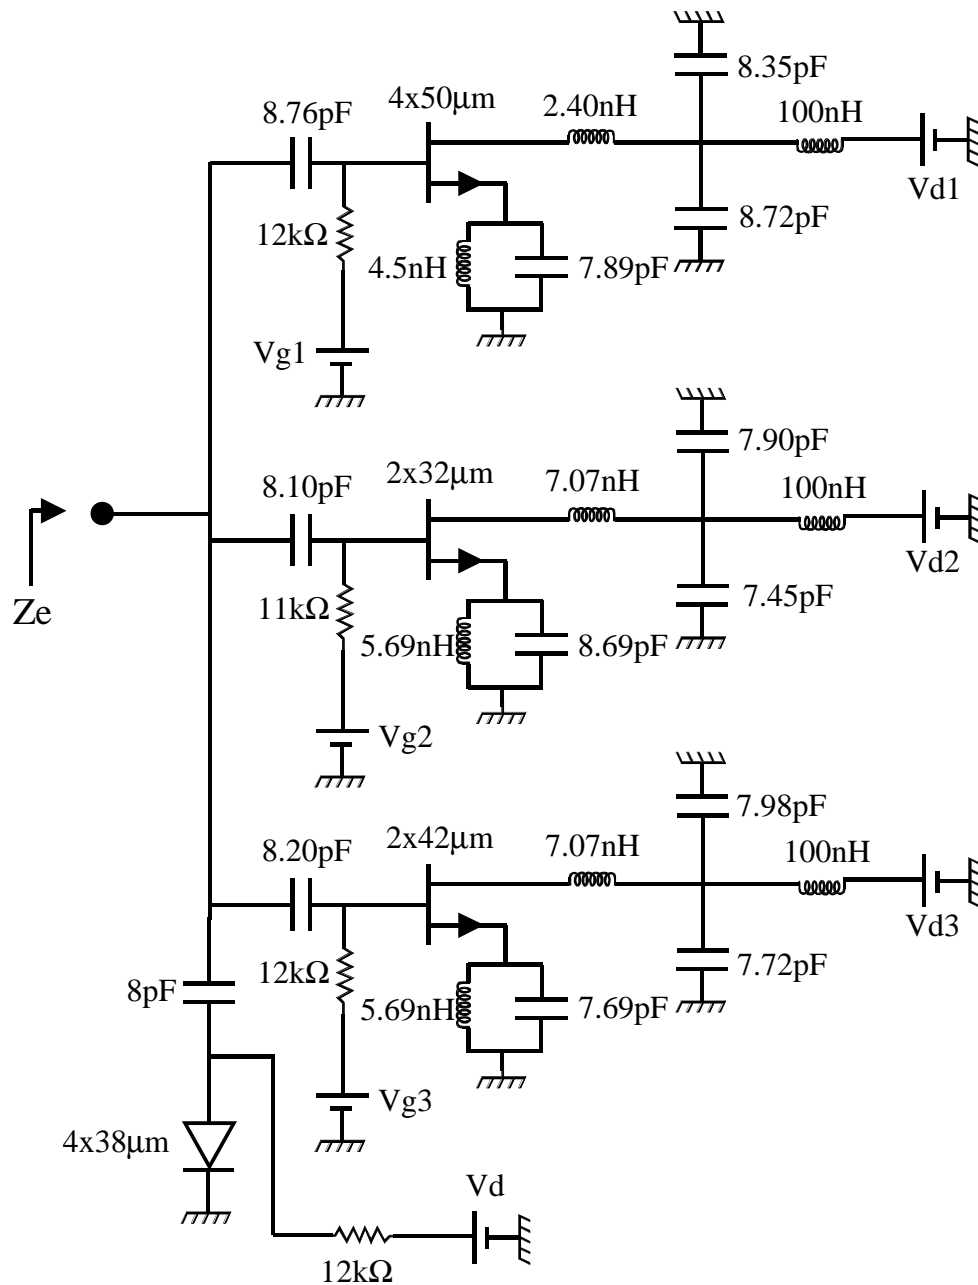 8.35pF
4x50μm
2.40nH
100nH
8.76pF
Vd1
12kΩ
8.72pF
4.5nH
7.89pF
Vg1
7.90pF
8.10pF
2x32μm
7.07nH
100nH
Vd2
Ze
11kΩ
7.45pF
5.69nH
8.69pF
Vg2
7.98pF
8.20pF
2x42μm
7.07nH
100nH
Vd3
12kΩ
7.72pF
8pF
5.69nH
7.69pF
Vg3
4x38μm
Vd
12kΩ